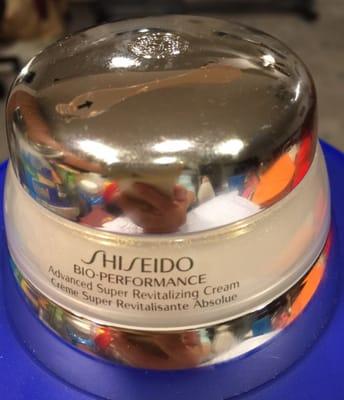 SHISEIDO
BIO-PERFORMANCE
Advanced Super Revitalizing Cream
Crème Super Revitalisante Absolue